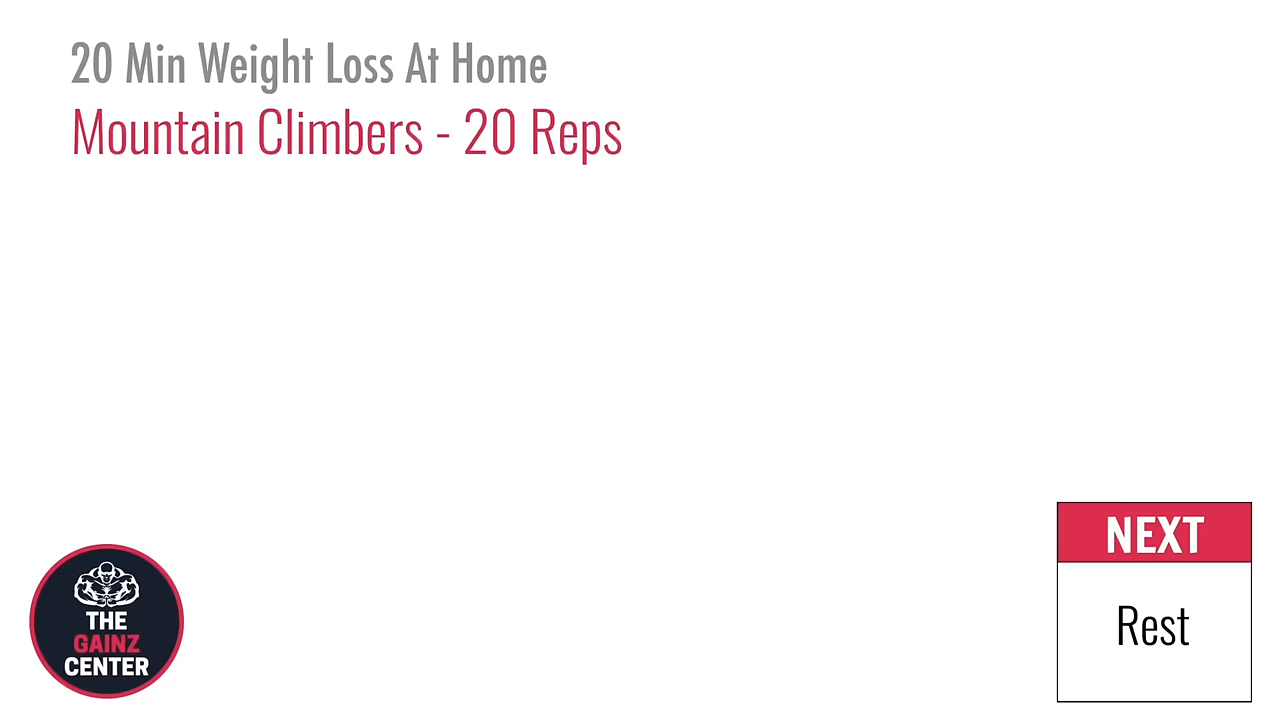 20 Min Weight Loss At Home
Mountain Climbers - 20 Reps
NEXT
Rest
THE
GAINZ
CENTER